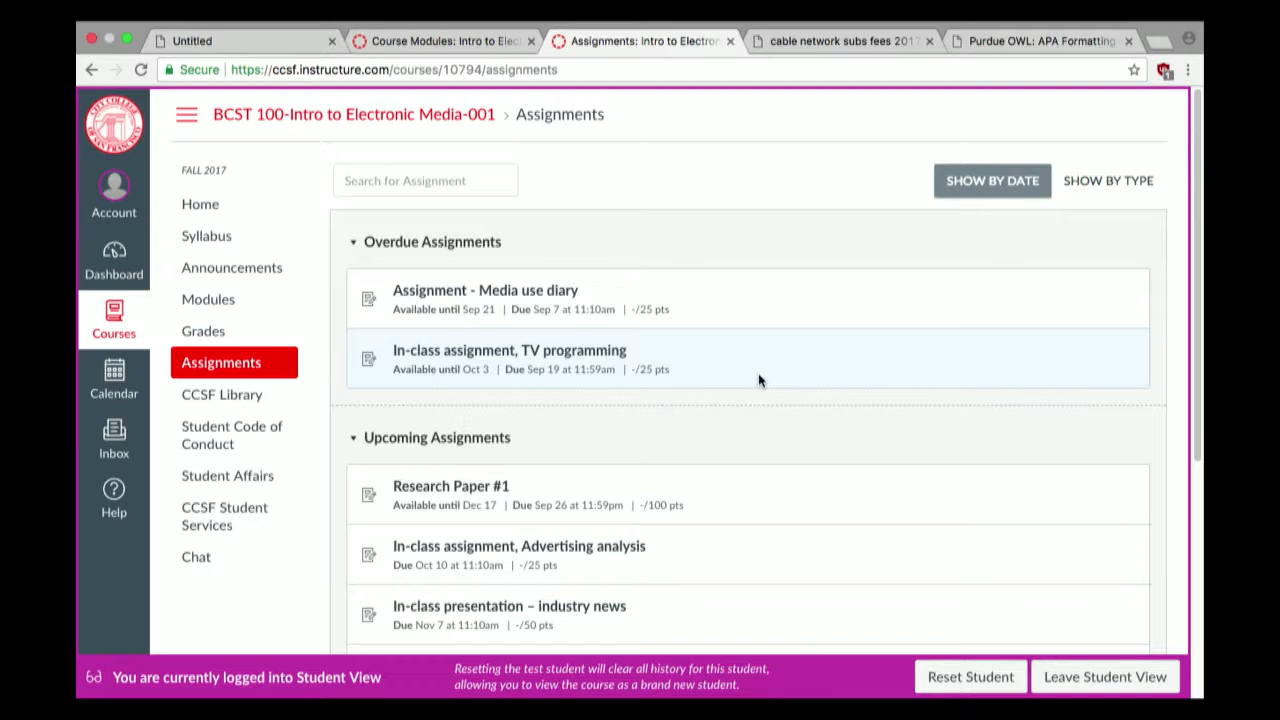 Untitled
Course Modules: Intro to Elec
Assignments: Intro to Electron
cable network subs fees 2017
Purdue OWL: APA Formatting
Secure https://ccsf.instructure.com/courses/10794/assignments
BCST 100-Intro to Electronic Media-001 › Assignments
Account
Dashboard
Courses
Calendar
Inbox
Help
FALL 2017
Home
Syllabus
Announcements
Modules
Grades
Assignments
CCSF Library
Student Code of
Conduct
Student Affairs
CCSF Student
Services
Chat
Search for Assignment
SHOW BY DATE
SHOW BY TYPE
Overdue Assignments
Assignment - Media use diary
Available until Sep 21 | Due Sep 7 at 11:10am | -/25 pts
In-class assignment, TV programming
Available until Oct 3 | Due Sep 19 at 11:59am | -/25 pts
Upcoming Assignments
Research Paper #1
Available until Dec 17 | Due Sep 26 at 11:59pm | -/100 pts
In-class assignment, Advertising analysis
Due Oct 10 at 11:10am | -/25 pts
In-class presentation – industry news
Due Nov 7 at 11:10am | -/50 pts
You are currently logged into Student View
Resetting the test student will clear all history for this student,
allowing you to view the course as a brand new student.
Reset Student
Leave Student View